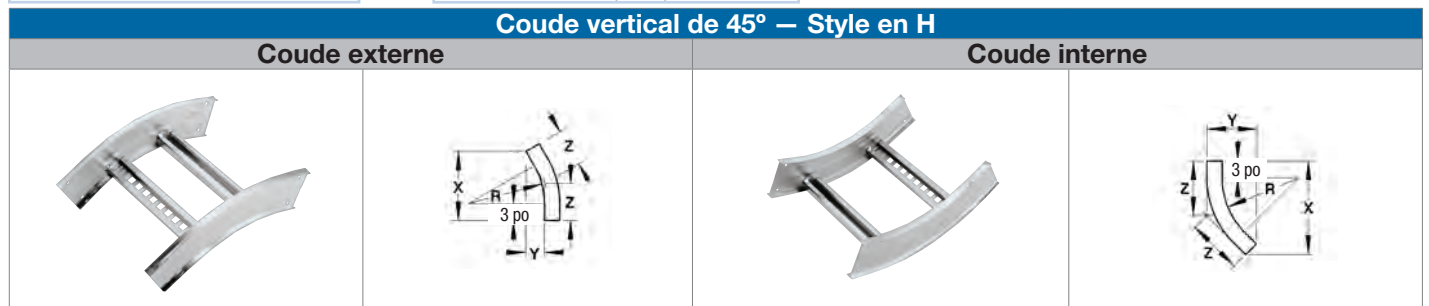 Coude vertical de 45º — Style en H
Coude externe
Coude interne
X
R
3 po
Y
Z
Z
Y
3 po
Z
R
X
Z